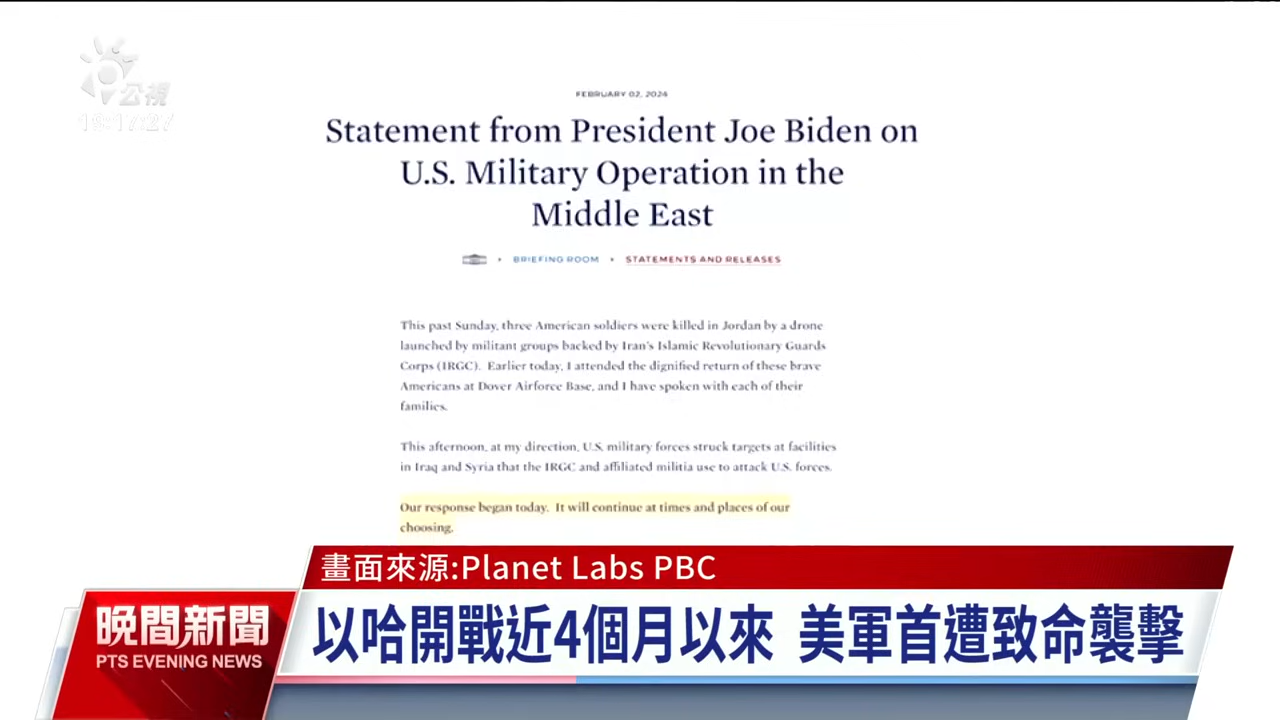 公視
19:17:27
FEBRUARY 02, 2024
Statement from President Joe Biden on
U.S. Military Operation in the
Middle East
BRIEFING ROOM
STATEMENTS AND RELEASES
This past Sunday, three American soldiers were killed in Jordan by a drone
launched by militant groups backed by Iran's Islamic Revolutionary Guards
Corps (IRGC). Earlier today, I attended the dignified return of these brave
Americans at Dover Airforce Base, and I have spoken with each of their
families.
This afternoon, at my direction, U.S. military forces struck targets at facilities
in Iraq and Syria that the IRGC and affiliated militia use to attack U.S. forces.
Our response began today. It will continue at times and places of our
choosing.
畫面來源:Planet Labs PBC
晚間新聞
PTS EVENING NEWS
以哈開戰近4個月以來 美軍首遭致命襲擊